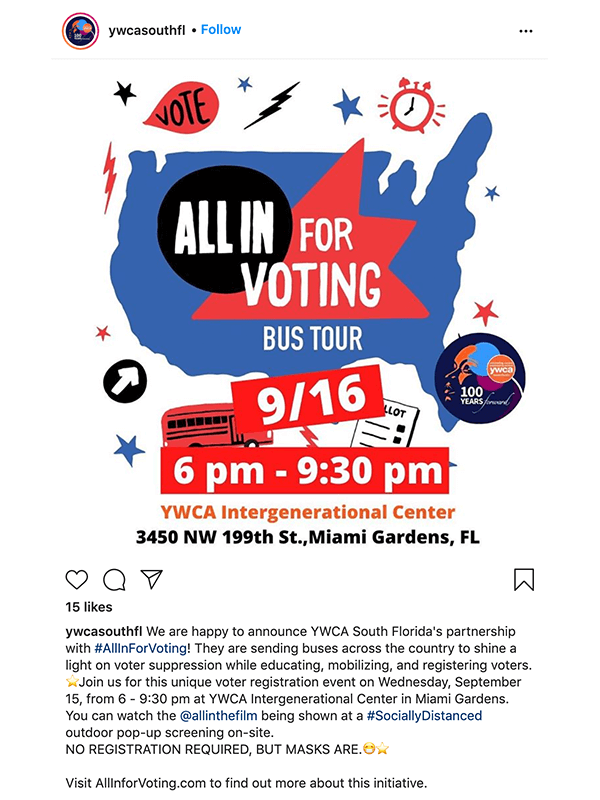 ywcasouthfl • Follow
VOTE
ALL IN FOR
VOTING
BUS TOUR
ywca
100
YEARS forward
9/16
LLOT
6 pm - 9:30 pm
YWCA Intergenerational Center
3450 NW 199th St.,Miami Gardens, FL
15 likes
ywcasouthfl We are happy to announce YWCA South Florida's partnership
with #AllInForVoting! They are sending buses across the country to shine a
light on voter suppression while educating, mobilizing, and registering voters.
⭐Join us for this unique voter registration event on Wednesday, September
15, from 6 - 9:30 pm at YWCA Intergenerational Center in Miami Gardens.
You can watch the @allinthefilm being shown at a #SociallyDistanced
outdoor pop-up screening on-site.
NO REGISTRATION REQUIRED, BUT MASKS ARE.😷⭐
Visit AllInforVoting.com to find out more about this initiative.